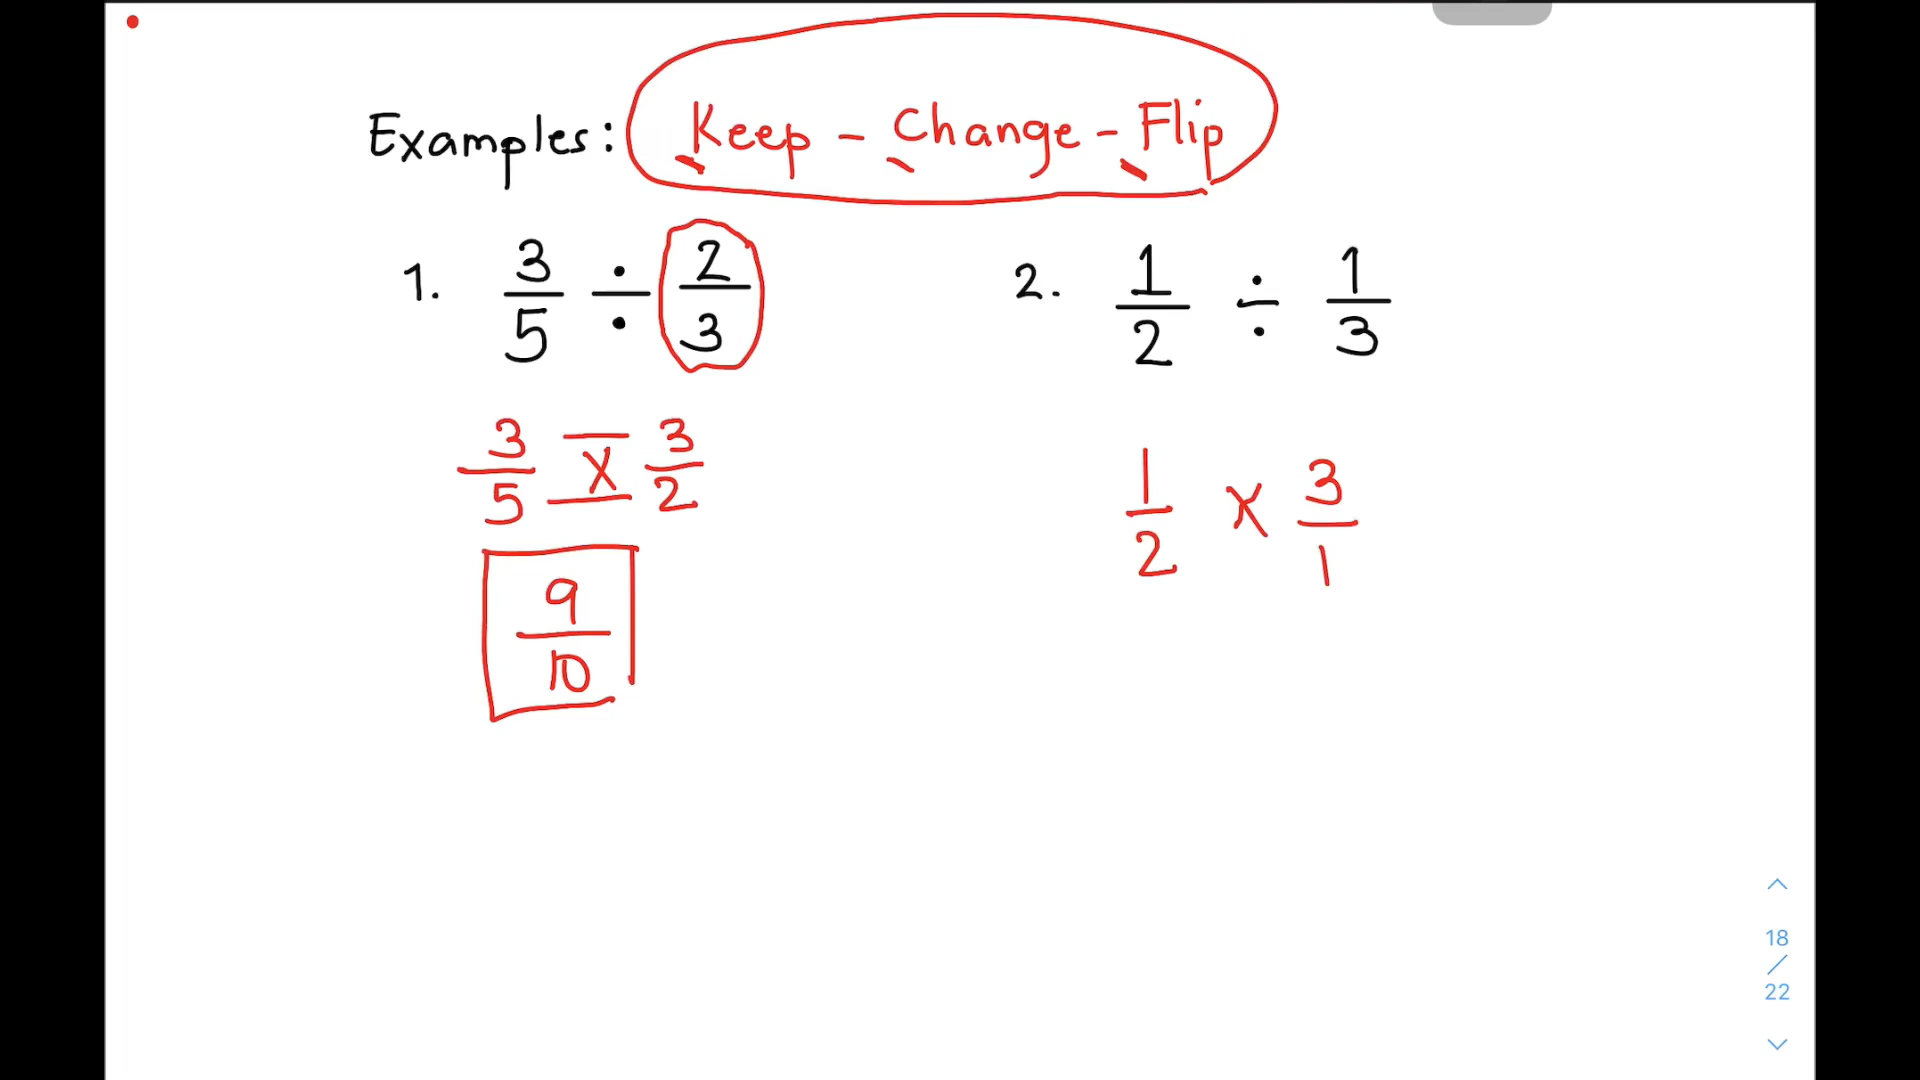 Examples: Keep - Change - Flip
1. 3/5 ÷ 2/3
2. 1/2 ÷ 1/3
3/5 x 3/2
1/2 x 3/1
9/10
18
/
22